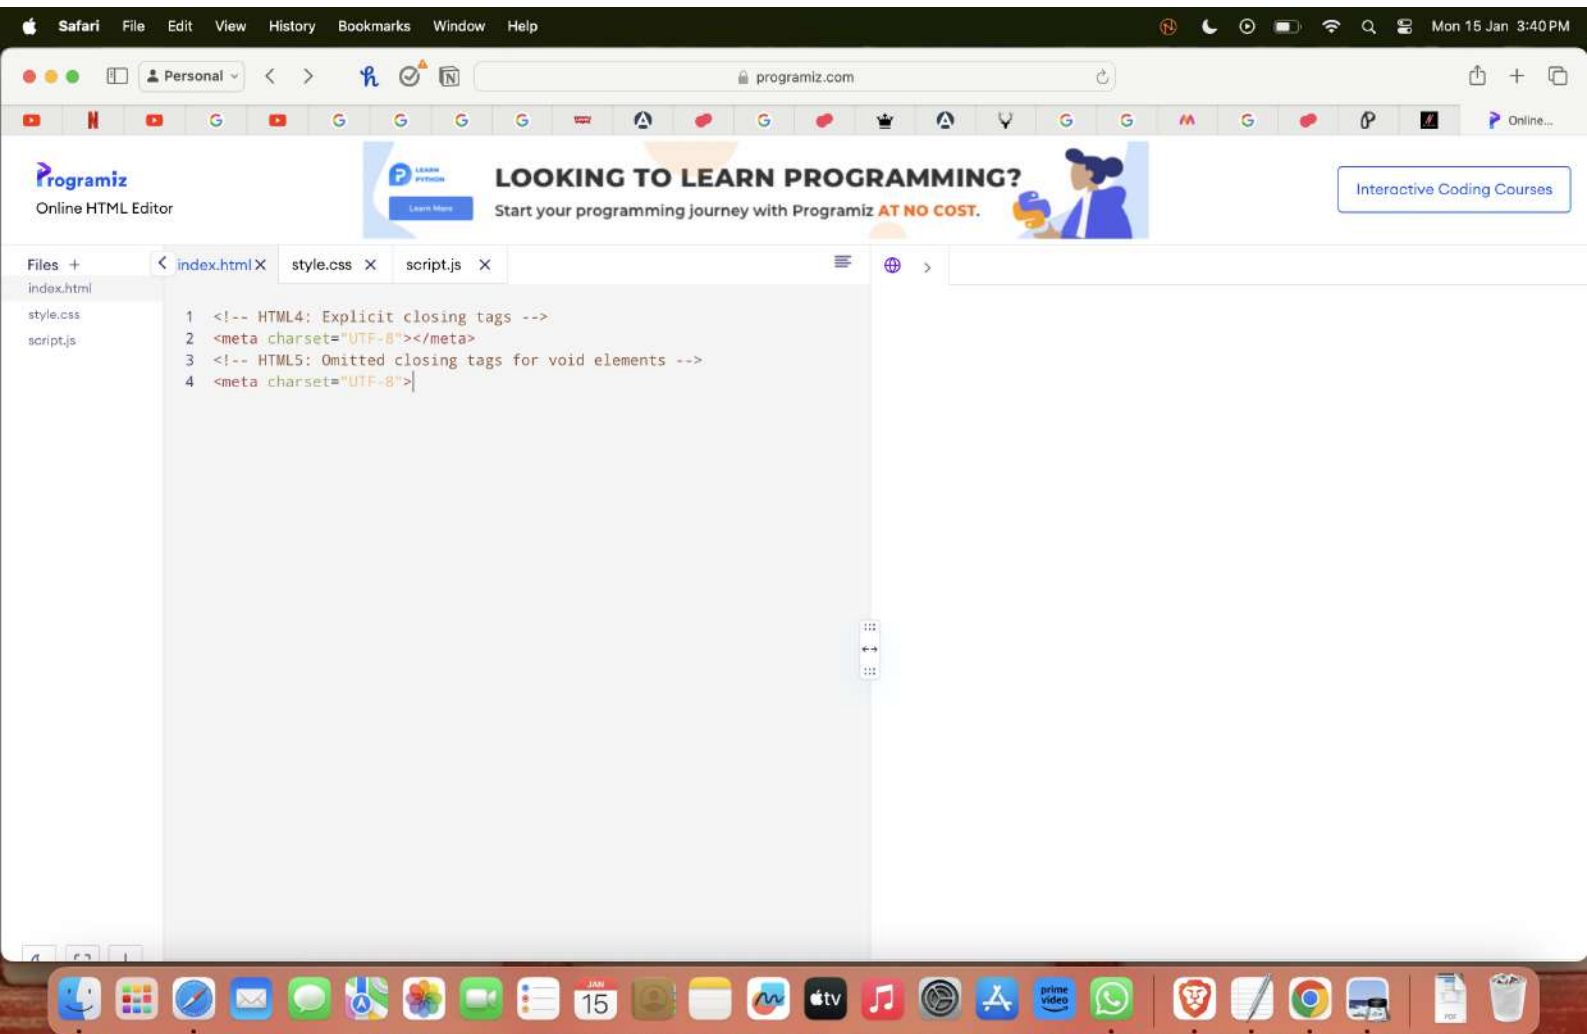 Safari File Edit View History Bookmarks Window Help Mon 15 Jan 3:40 PM
Personal programiz.com
Online...
Programiz
Online HTML Editor
LEARN PYTHON
Learn More
LOOKING TO LEARN PROGRAMMING?
Start your programming journey with Programiz AT NO COST.
Interactive Coding Courses
Files + index.html X style.css X script.js X
index.html
style.css
script.js
1 <!-- HTML4: Explicit closing tags -->
2 <meta charset="UTF-8"></meta>
3 <!-- HTML5: Omitted closing tags for void elements -->
4 <meta charset="UTF-8">
JAN
15
tv
prime video
PDF